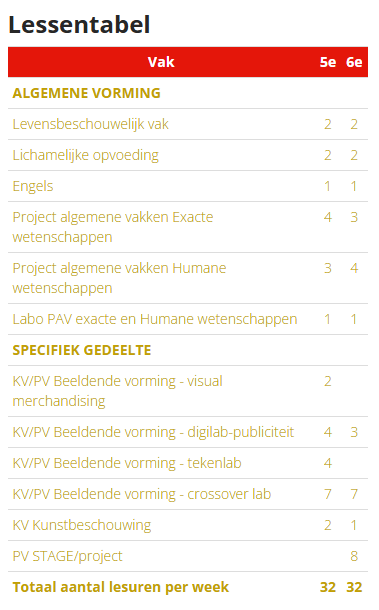 Lessentabel
Vak 5e 6e
ALGEMENE VORMING
Levensbeschouwelijk vak 2 2
Lichamelijke opvoeding 2 2
Engels 1 1
Project algemene vakken Exacte 4 3
wetenschappen
Project algemene vakken Humane 3 4
wetenschappen
Labo PAV exacte en Humane wetenschappen 1 1
SPECIFIEK GEDEELTE
KV/PV Beeldende vorming - visual 2
merchandising
KV/PV Beeldende vorming - digilab-publiciteit 4 3
KV/PV Beeldende vorming - tekenlab 4
KV/PV Beeldende vorming - crossover lab 7 7
KV Kunstbeschouwing 2 1
PV STAGE/project 8
Totaal aantal lesuren per week 32 32